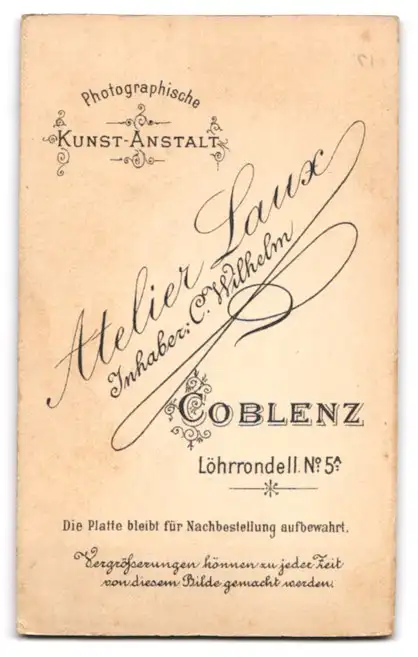 Photographische
KUNST-ANSTALT
Atelier Laux
Inhaber: C. Wilhelm
COBLENZ
Löhrrondell. Nº 5ᴬ
Die Platte bleibt für Nachbestellung aufbewahrt.
Vergrößerungen können zu jeder Zeit
von diesem Bilde gemacht werden.